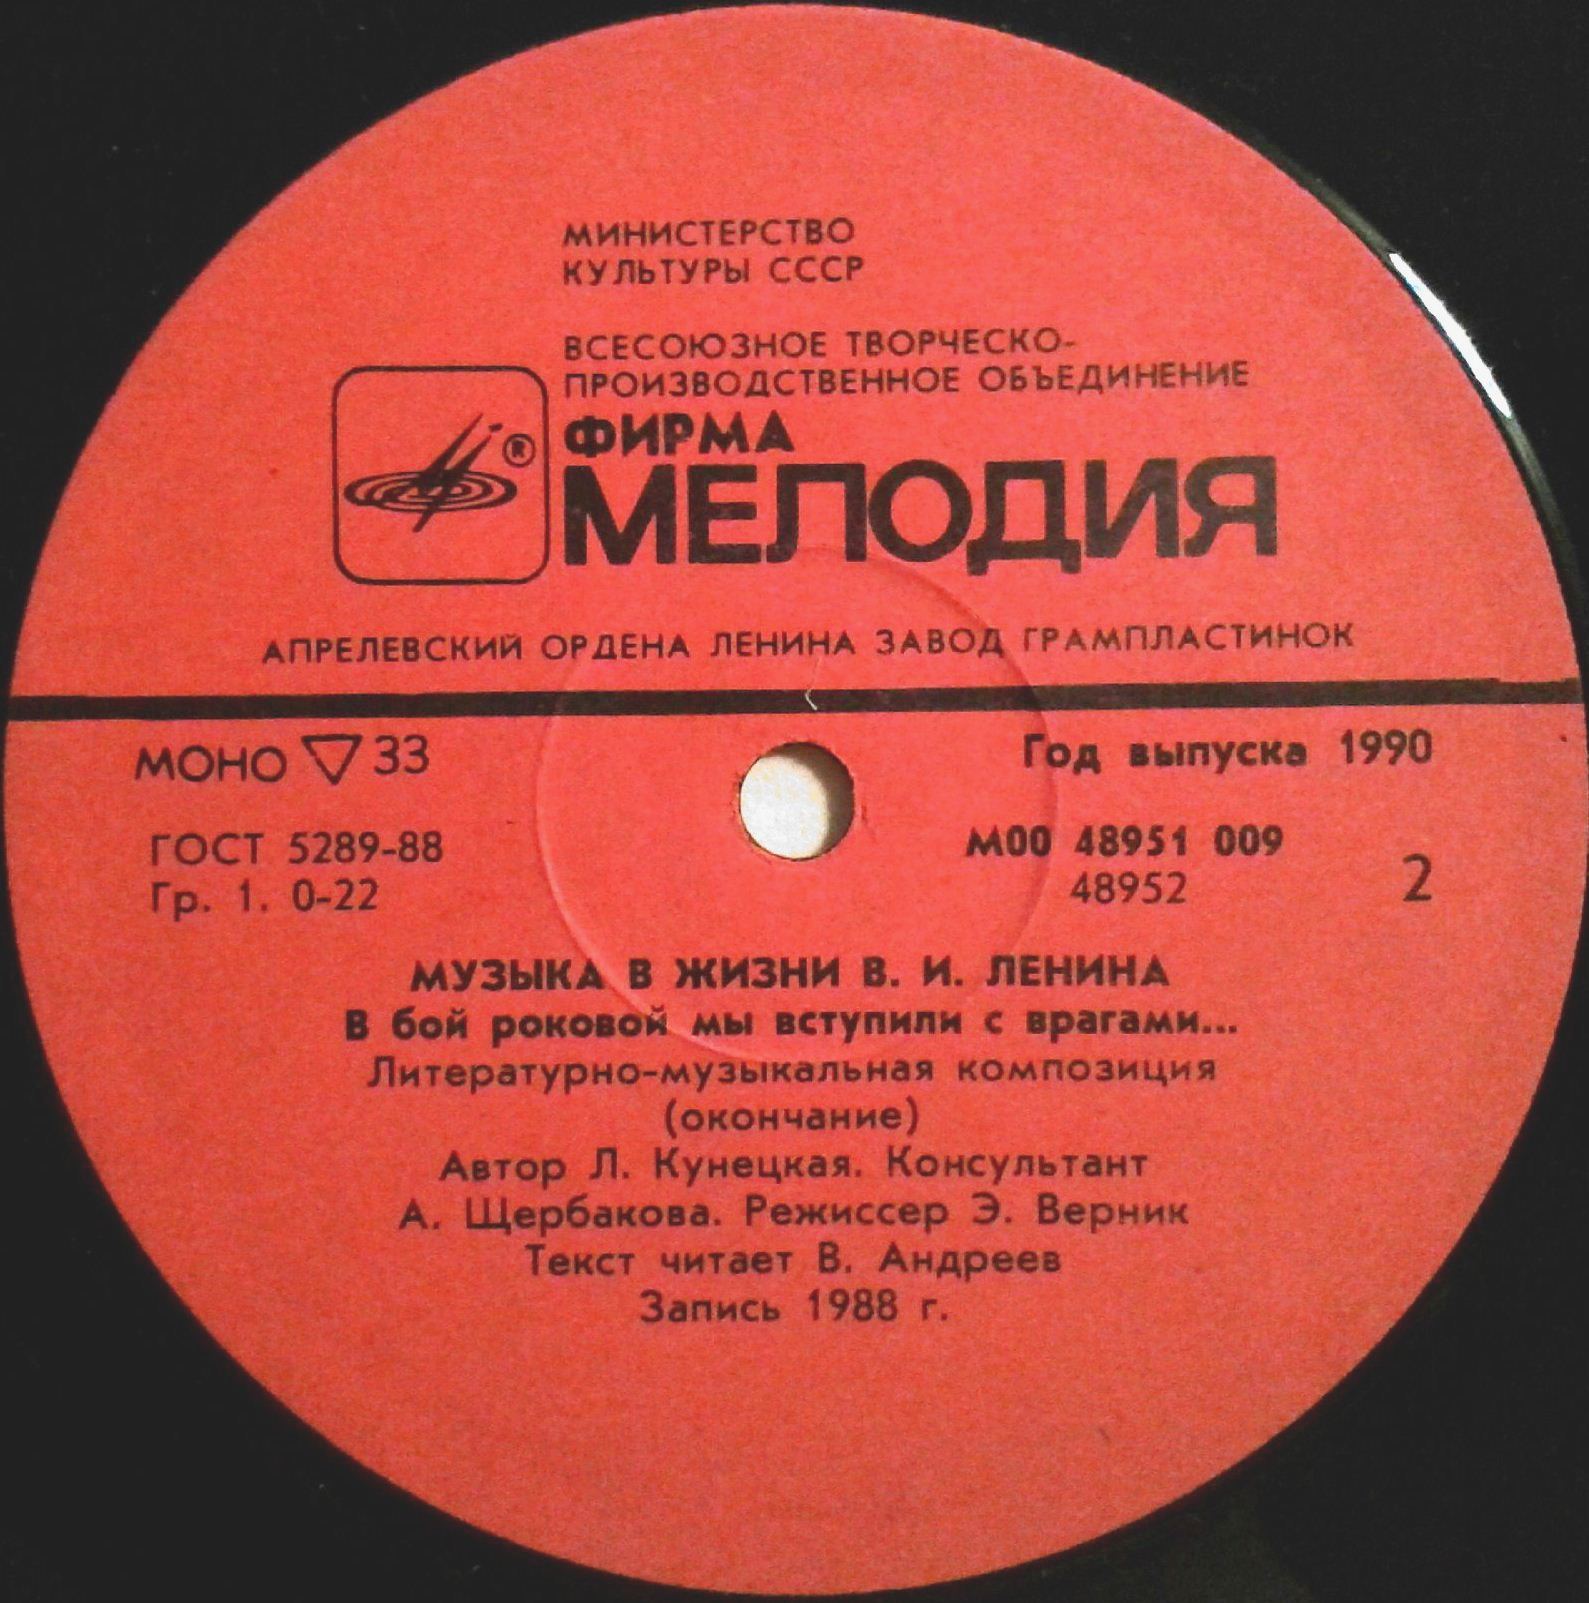 МИНИСТЕРСТВО
КУЛЬТУРЫ СССР
ВСЕСОЮЗНОЕ ТВОРЧЕСКО-
ПРОИЗВОДСТВЕННОЕ ОБЪЕДИНЕНИЕ
ФИРМА
®
МЕЛОДИЯ
АПРЕЛЕВСКИЙ ОРДЕНА ЛЕНИНА ЗАВОД ГРАМПЛАСТИНОК
МОНО ▽ 33
Год выпуска 1990
ГОСТ 5289-88
М00 48951 009
Гр. 1. 0-22
48952
2
МУЗЫКА В ЖИЗНИ В. И. ЛЕНИНА
В бой роковой мы вступили с врагами...
Литературно-музыкальная композиция
(окончание)
Автор Л. Кунецкая. Консультант
А. Щербакова. Режиссер Э. Верник
Текст читает В. Андреев
Запись 1988 г.